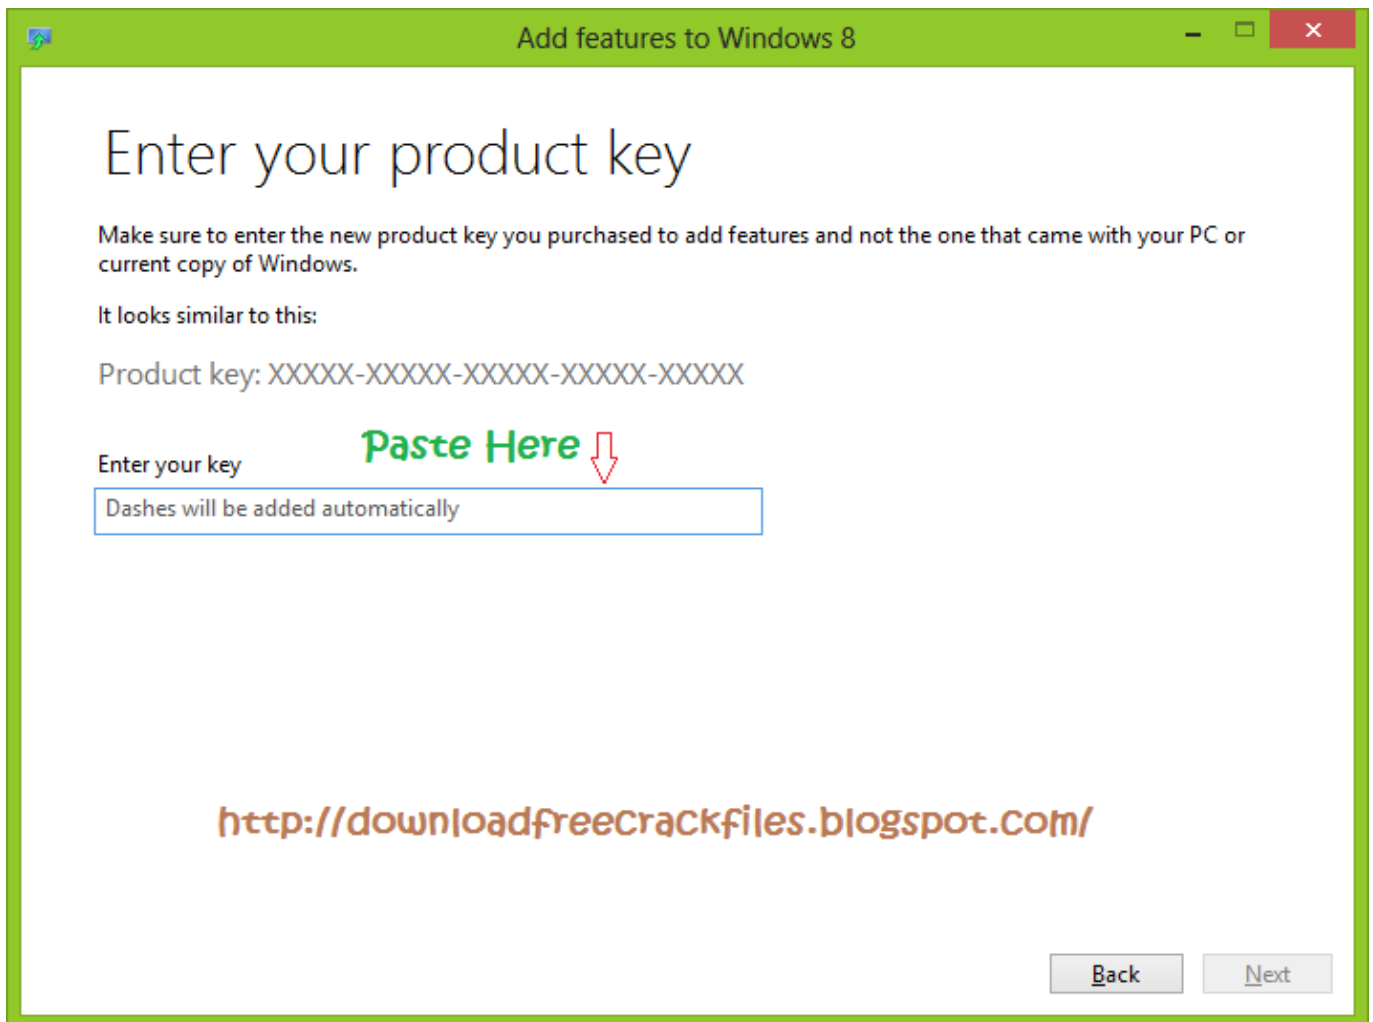 Add features to Windows 8
Enter your product key
Make sure to enter the new product key you purchased to add features and not the one that came with your PC or
current copy of Windows.
It looks similar to this:
Product key: XXXXX-XXXXX-XXXXX-XXXXX-XXXXX
Paste Here
Enter your key
Dashes will be added automatically
http://downloadfreecrackfiles.blogspot.com/
Back Next